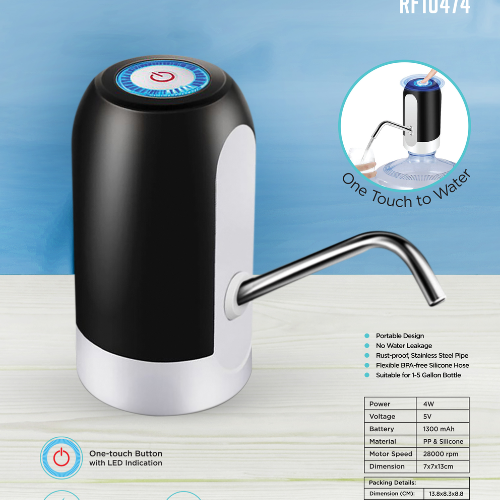 RF10474
One Touch to Water
Portable Design
No Water Leakage
Rust-proof, Stainless Steel Pipe
Flexible BPA-free Silicone Hose
Suitable for 1-5 Gallon Bottle
Power 4W
Voltage 5V
Battery 1300 mAh
Material PP & Silicone
Motor Speed 28000 rpm
Dimension 7x7x13cm
Packing Details:
Dimension (CM): 13.8x8.3x8.8
One-touch Button
with LED Indication